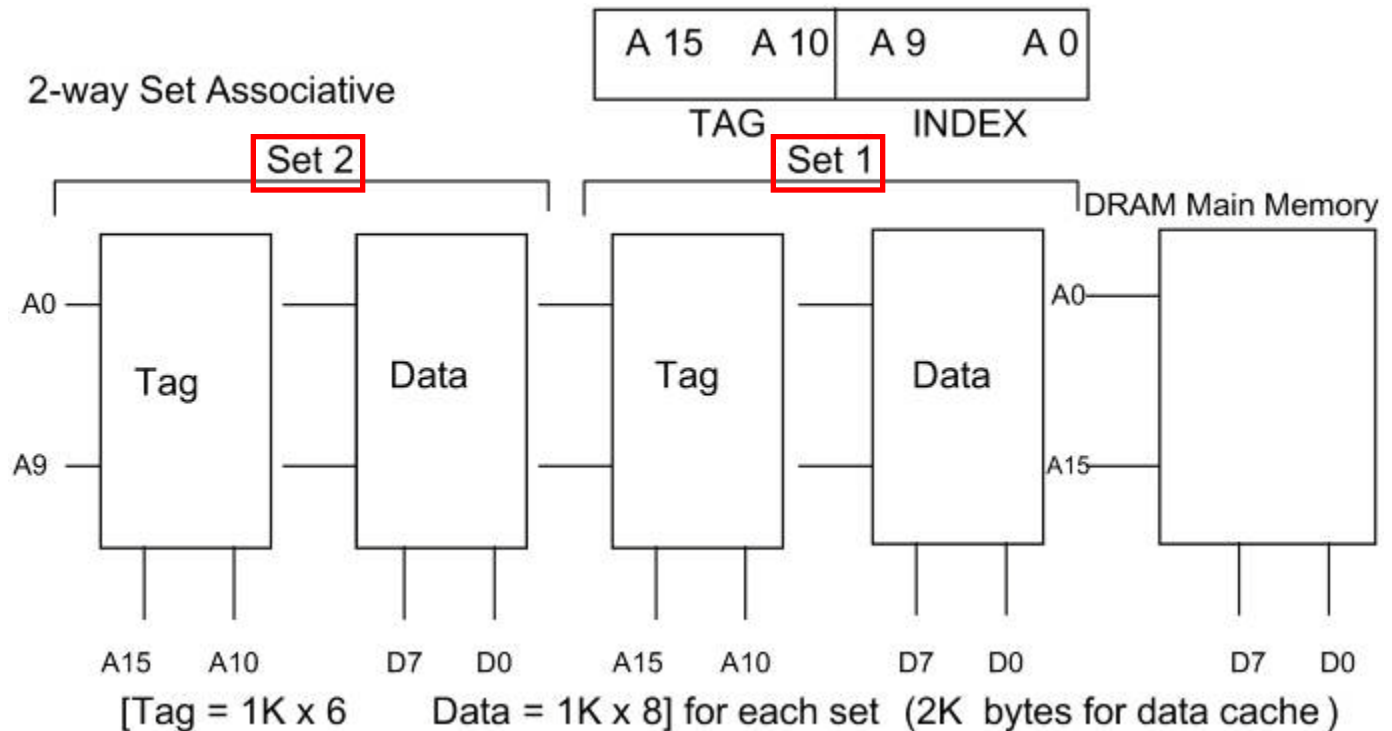 A 15 A 10 A 9 A 0
2-way Set Associative
TAG INDEX
Set 2 Set 1
DRAM Main Memory
A0 A0
Tag Data Tag Data
A9 A15
A15 A10 D7 D0 A15 A10 D7 D0 D7 D0
[Tag = 1K x 6 Data = 1K x 8] for each set (2K bytes for data cache)